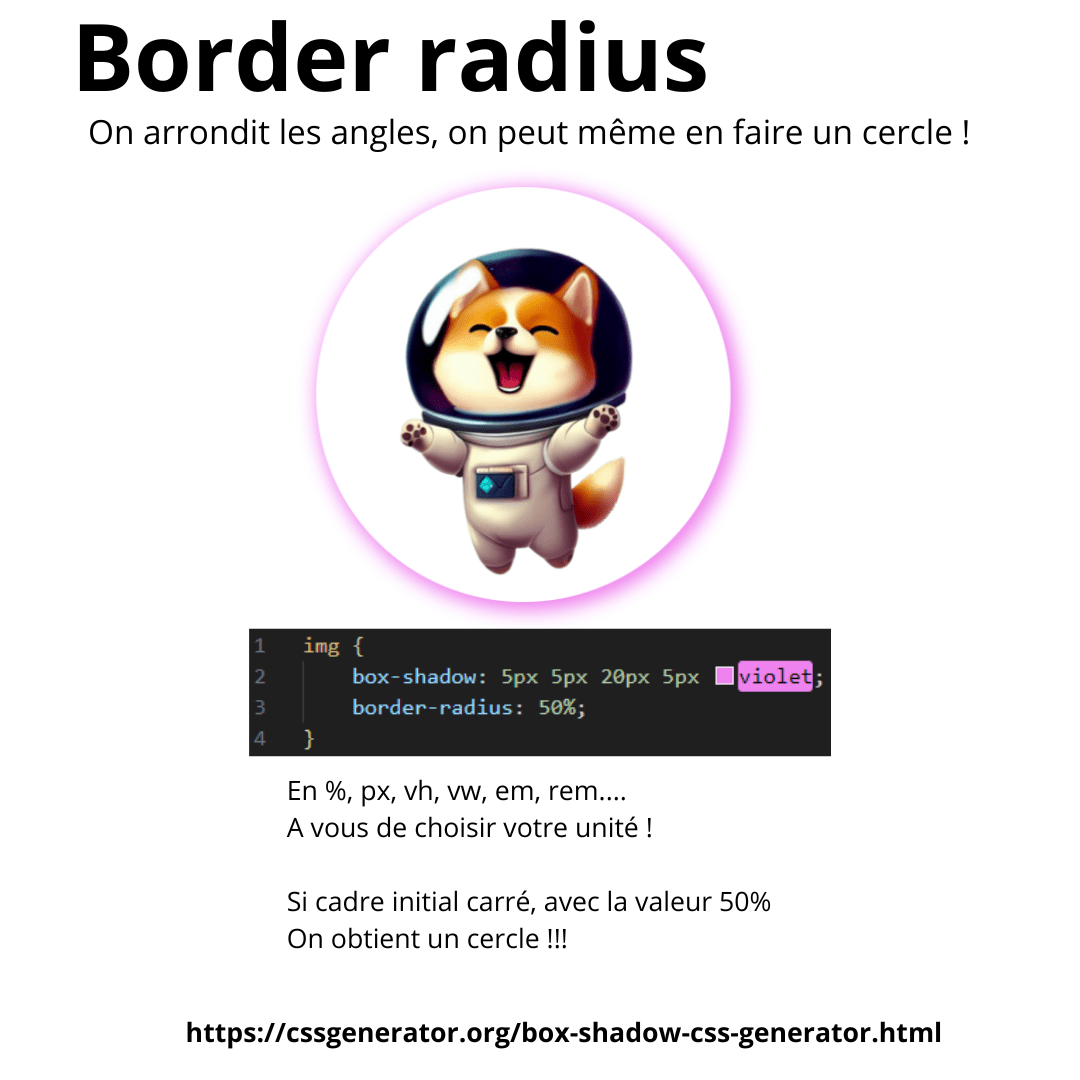 Border radius
On arrondit les angles, on peut même en faire un cercle !
1 img {
2 box-shadow: 5px 5px 20px 5px violet;
3 border-radius: 50%;
4 }
En %, px, vh, vw, em, rem....
A vous de choisir votre unité !
Si cadre initial carré, avec la valeur 50%
On obtient un cercle !!!
https://cssgenerator.org/box-shadow-css-generator.html